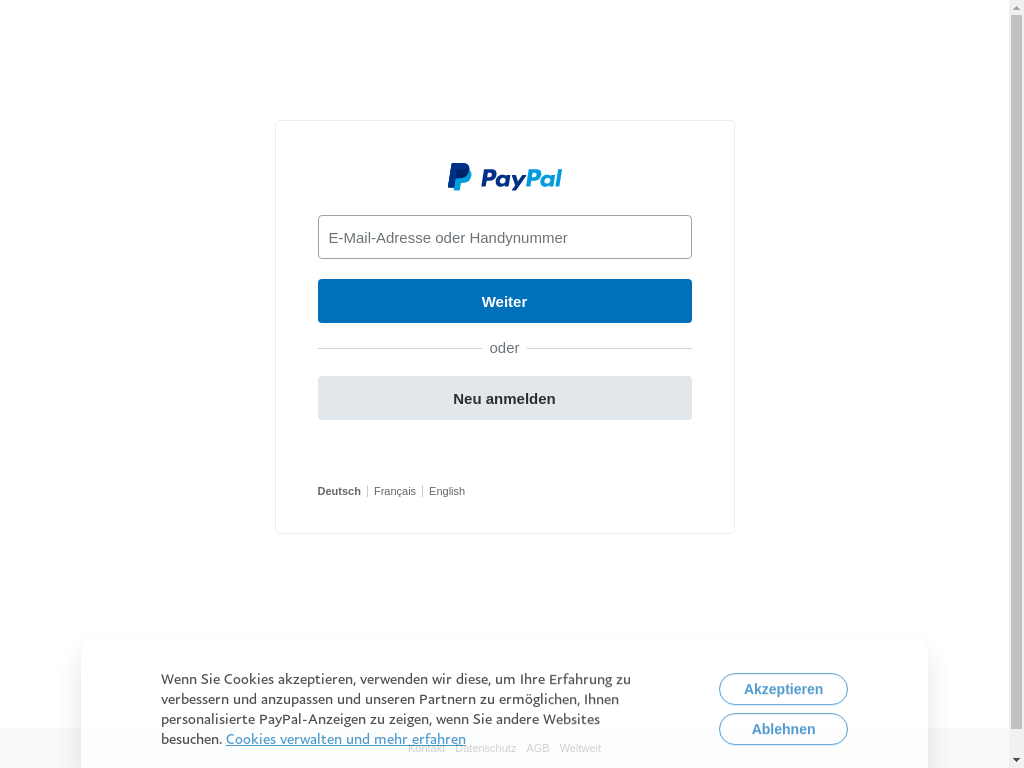 PayPal
E-Mail-Adresse oder Handynummer
Weiter
oder
Neu anmelden
Deutsch Français English
Wenn Sie Cookies akzeptieren, verwenden wir diese, um Ihre Erfahrung zu
verbessern und anzupassen und unseren Partnern zu ermöglichen, Ihnen
personalisierte PayPal-Anzeigen zu zeigen, wenn Sie andere Websites
besuchen. Cookies verwalten und mehr erfahren
Akzeptieren
Ablehnen
Kontakt Datenschutz AGB Weltweit